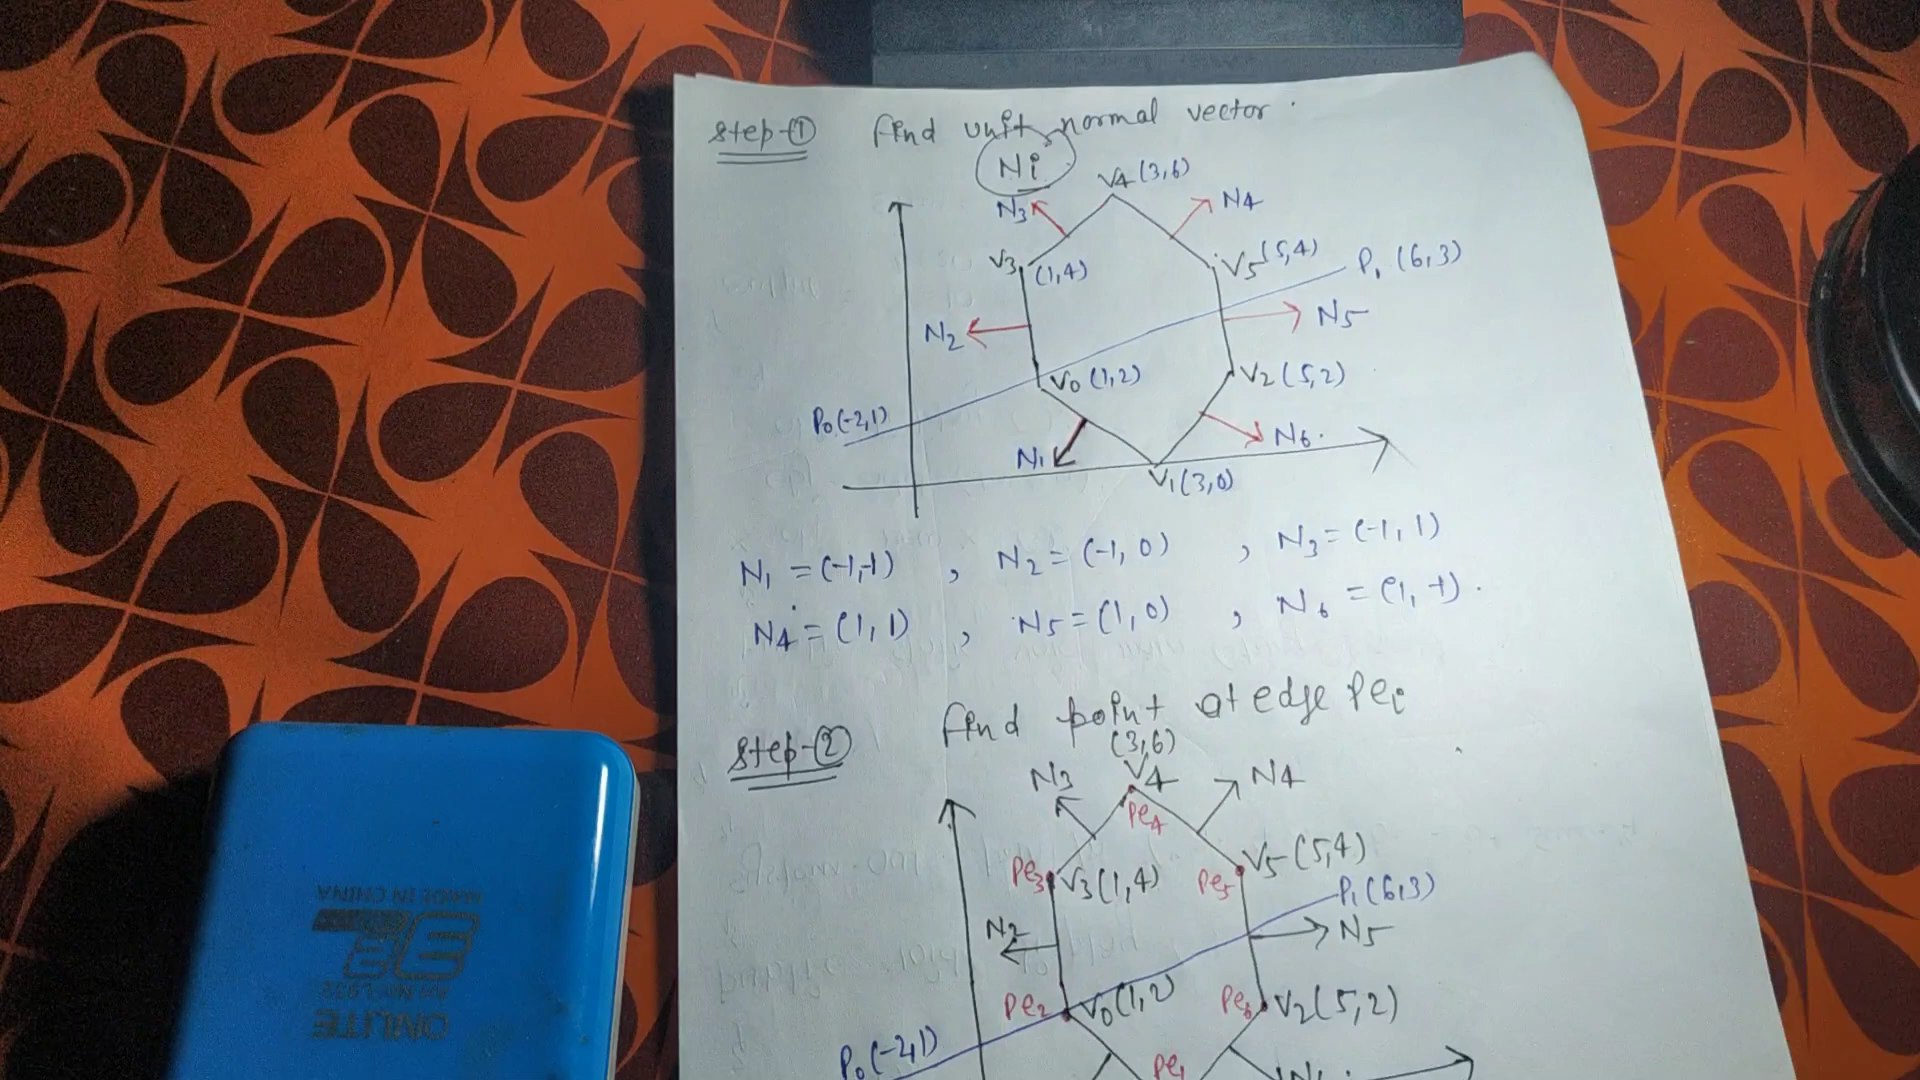 step-① Find unit normal vector
Ni
V4 (3,6)
N3
N4
V3 (1,4)
V5 (5,4)
P1 (6,3)
N2
N5
V0 (1,2)
V2 (5,2)
P0 (-2,1)
N1
N6.
V1 (3,0)
N1 = (-1,-1) , N2 = (-1, 0) , N3 = (-1, 1)
N4 = (1, 1) , N5 = (1, 0) , N6 = (1, -1).
step-② Find point at edge Pei
(3,6)
N3
V4
N4
Pe4
V5 (5,4)
Pe3
V3 (1,4)
Pe5
P1 (6,3)
N2
N5
Pe2
V0 (1,2)
Pe6
V2 (5,2)
P0 (-2,1)
Pe1
MADE IN CHINA
ONLITE